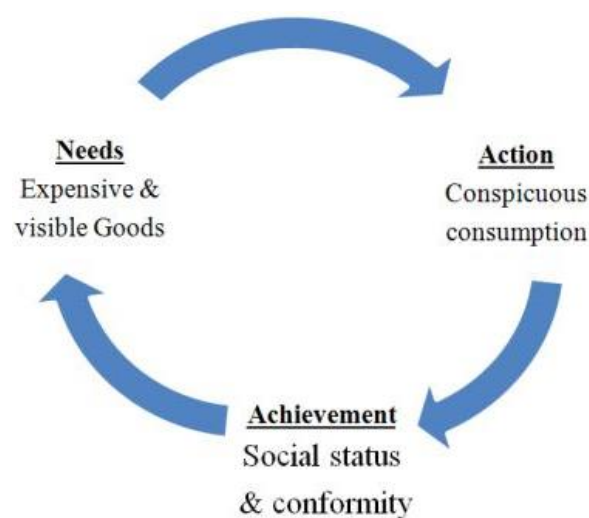 Needs
Expensive &
visible Goods
Action
Conspicuous
consumption
Achievement
Social status
& conformity